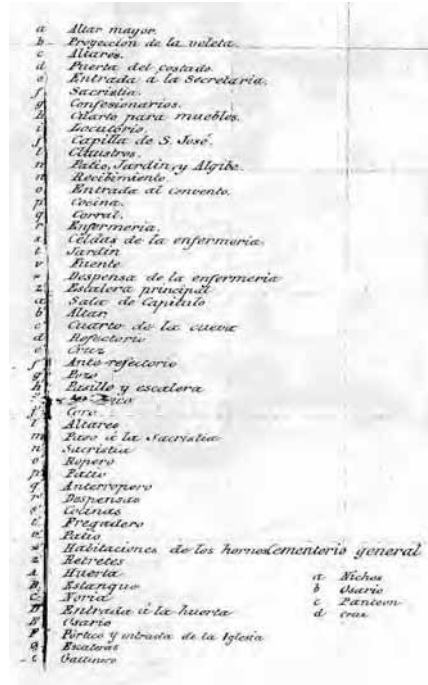 a Altar mayor.
b Proyeccion de la veleta.
c Altares.
d Puerta del costado.
e Entrada á la Secretaria.
f Sacristia.
g Confesionarios.
h Cuarto para muebles.
i Locutório
j Capilla de S. José.
l Claustros.
n Patio, Jardin, y Algibe.
n Recibimiento.
o Entrada al Convento.
p Cocina.
q Corral.
r Enfermeria.
s Celdas de la enfermeria.
t Jardin
v Fuente
Despensa de la enfermeria
z Escalera principal
a Sala de Capitulo
b Altar
c Cuarto de la cueva
d Refectorio
e Cruz
f Ante-refectorio
g Pozo
h Pasillo y escalera
j Coro.
l Altares
m Paso á la Sacristia
n Sacristia
o Ropero
p Patio
q Anteropero
r Despensas
s Cocinas
t Fregadero
v Patio
Habitaciones de los hornos
z Retretes
A Huerta
B Estanque
C Noria
D Entrada á la huerta
E Osario
F Pórtico y entrada de la Iglesia
G Escaleras
Gallinero
Cementerio general
a Nichos
b Osario
c Panteon
d Cruz